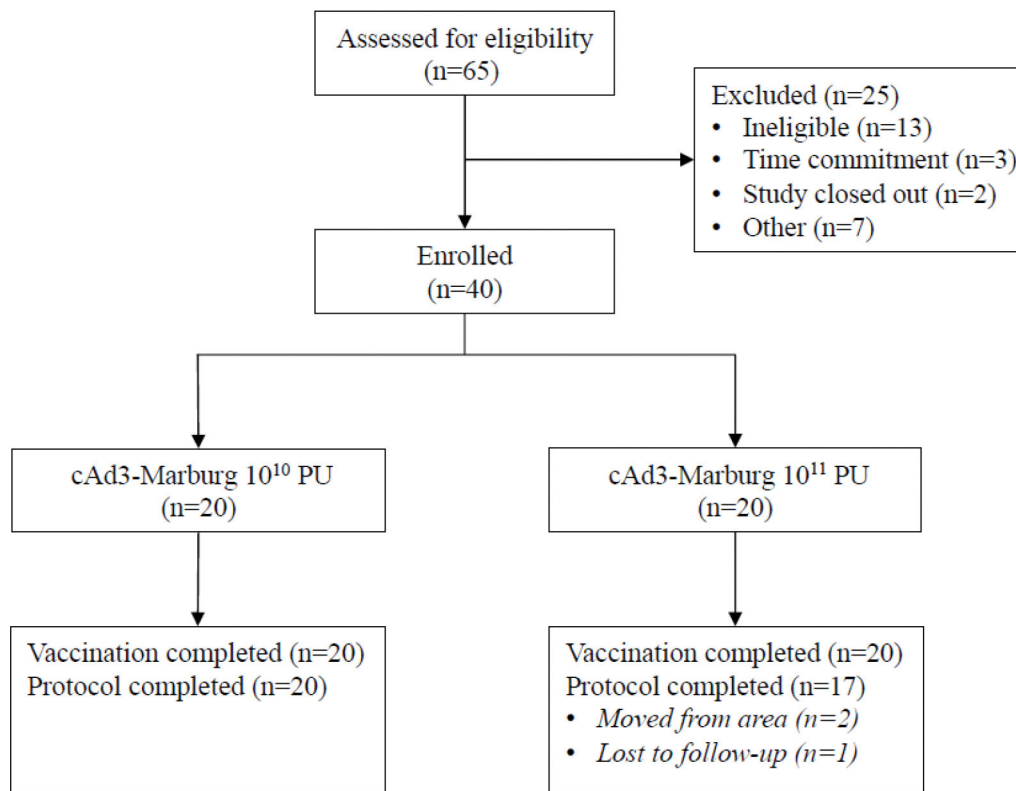 Assessed for eligibility
(n=65)
Excluded (n=25)
• Ineligible (n=13)
• Time commitment (n=3)
• Study closed out (n=2)
• Other (n=7)
Enrolled
(n=40)
cAd3-Marburg 10¹⁰ PU
(n=20)
cAd3-Marburg 10¹¹ PU
(n=20)
Vaccination completed (n=20)
Protocol completed (n=20)
Vaccination completed (n=20)
Protocol completed (n=17)
• Moved from area (n=2)
• Lost to follow-up (n=1)